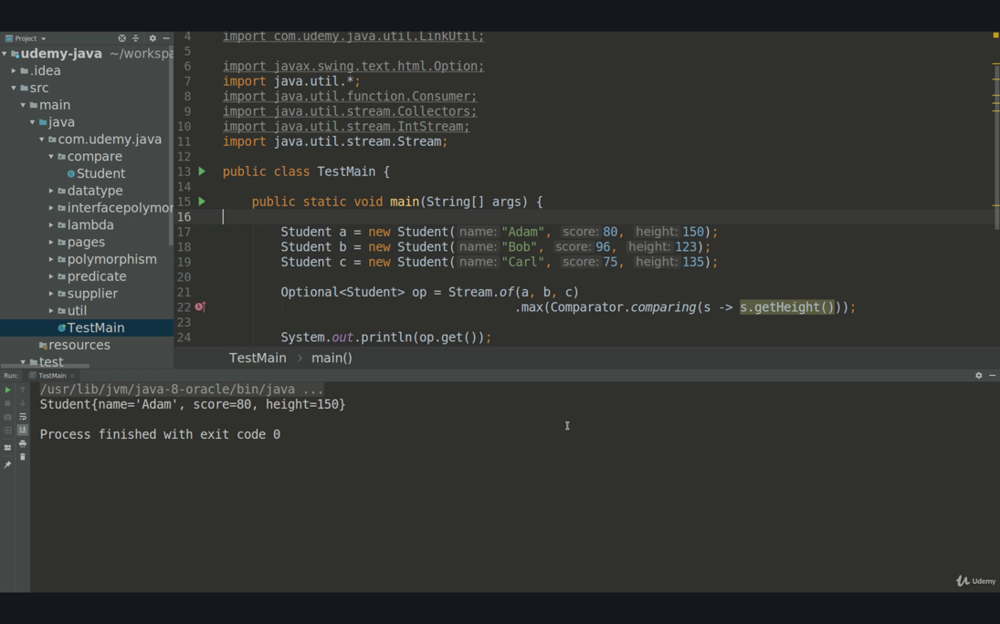 Project
udemy-java ~/workspa
.idea
src
main
java
com.udemy.java
compare
Student
datatype
interfacepolymor
lambda
pages
polymorphism
predicate
supplier
util
TestMain
resources
test
4 import com.udemy.java.util.LinkUtil;
5
6 import javax.swing.text.html.Option;
7 import java.util.*;
8 import java.util.function.Consumer;
9 import java.util.stream.Collectors;
10 import java.util.stream.IntStream;
11 import java.util.stream.Stream;
12
13 public class TestMain {
14
15 public static void main(String[] args) {
16
17 Student a = new Student( name: "Adam", score: 80, height: 150);
18 Student b = new Student( name: "Bob", score: 96, height: 123);
19 Student c = new Student( name: "Carl", score: 75, height: 135);
20
21 Optional<Student> op = Stream.of(a, b, c)
22 .max(Comparator.comparing(s -> s.getHeight()));
23
24 System.out.println(op.get());
TestMain > main()
Run: TestMain
/usr/lib/jvm/java-8-oracle/bin/java ...
Student{name='Adam', score=80, height=150}
Process finished with exit code 0
Udemy